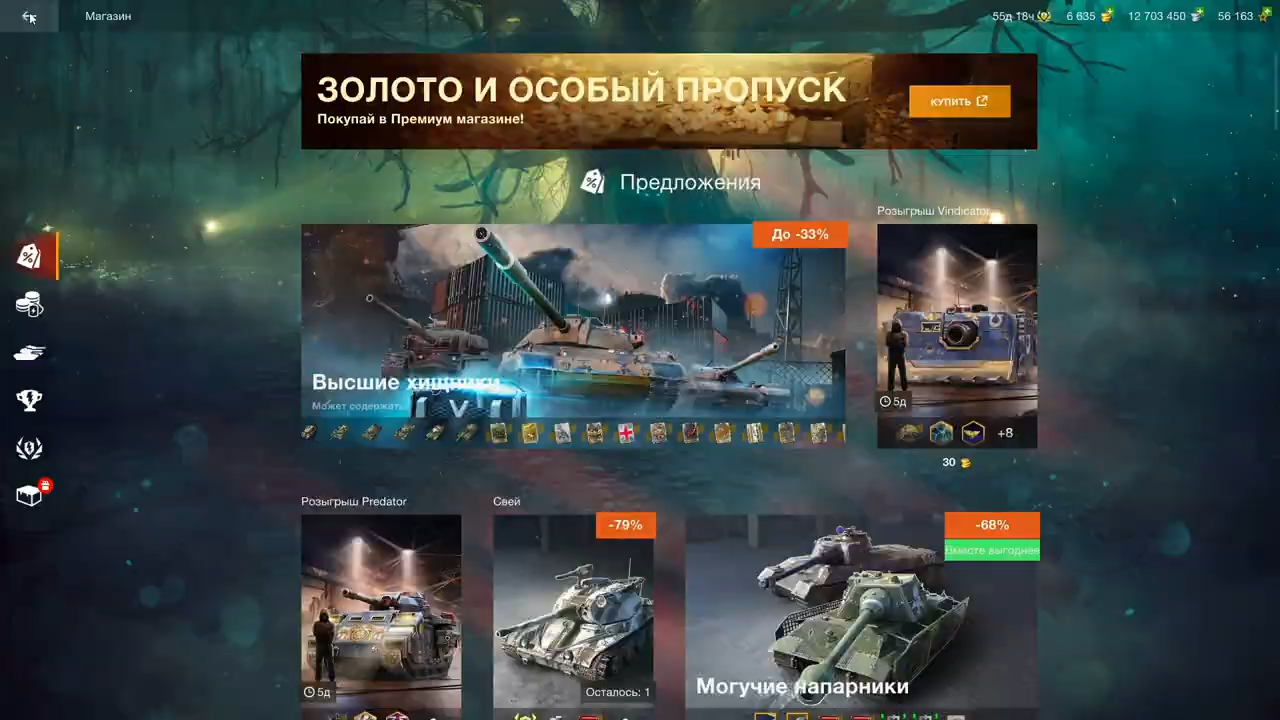 Магазин
55д 18ч
6 635
12 703 450
56 163
ЗОЛОТО И ОСОБЫЙ ПРОПУСК
Покупай в Премиум магазине!
КУПИТЬ
Предложения
До -33%
Высшие хищники
Может содержать:
Розыгрыш Vindicator
5д
+8
30
Розыгрыш Predator
5д
Свей
-79%
Осталось: 1
-68%
Вместе выгоднее
Могучие напарники